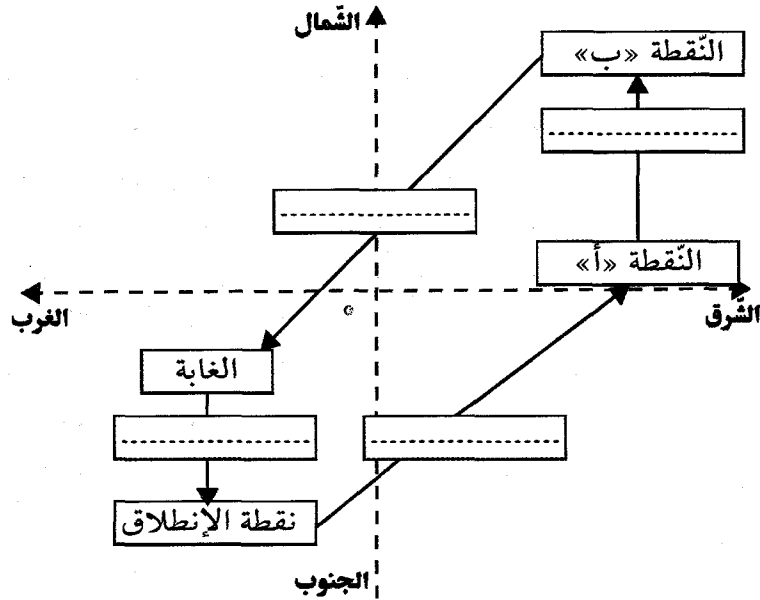 الشّمال
النّقطة «ب»
النّقطة «أ»
الشّرق
الغرب
الغابة
نقطة الإنطلاق
الجنوب